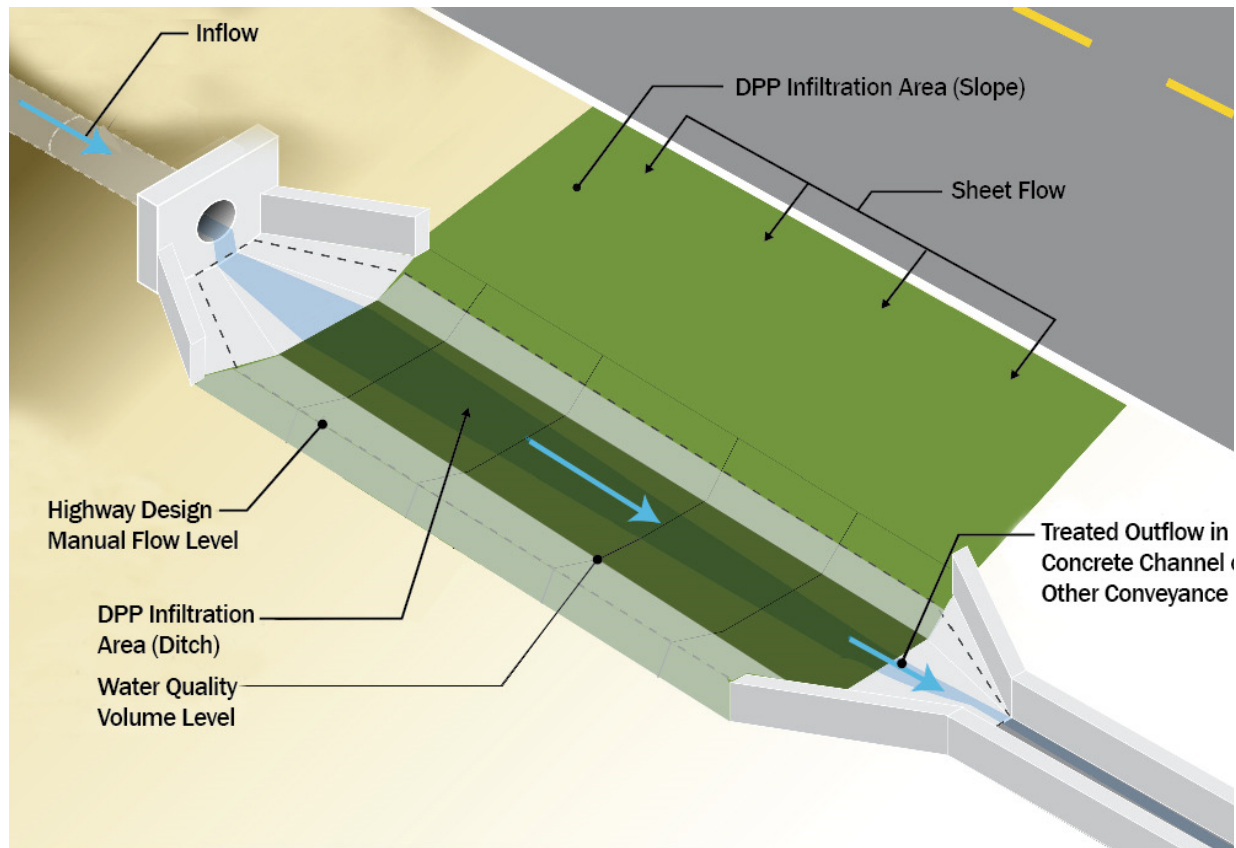 Inflow
DPP Infiltration Area (Slope)
Sheet Flow
Highway Design
Manual Flow Level
Treated Outflow in
Concrete Channel
Other Conveyance
DPP Infiltration
Area (Ditch)
Water Quality
Volume Level